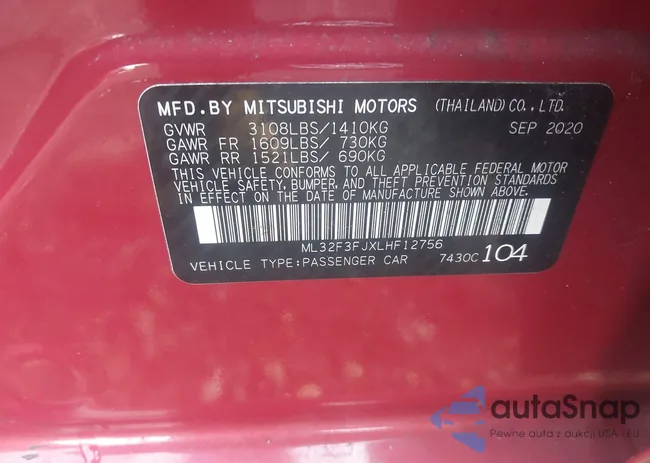 MFD.BY MITSUBISHI MOTORS (THAILAND) CO., LTD.
GVWR 3108LBS/1410KG SEP 2020
GAWR FR 1609LBS/ 730KG
GAWR RR 1521LBS/ 690KG
THIS VEHICLE CONFORMS TO ALL APPLICABLE FEDERAL MOTOR
VEHICLE SAFETY, BUMPER, AND THEFT PREVENTION STANDARDS
IN EFFECT ON THE DATE OF MANUFACTURE SHOWN ABOVE.
ML32F3FJXLHF12756
VEHICLE TYPE:PASSENGER CAR 7430C 104
autaSnap
Pewne auta z aukcji USA i EU